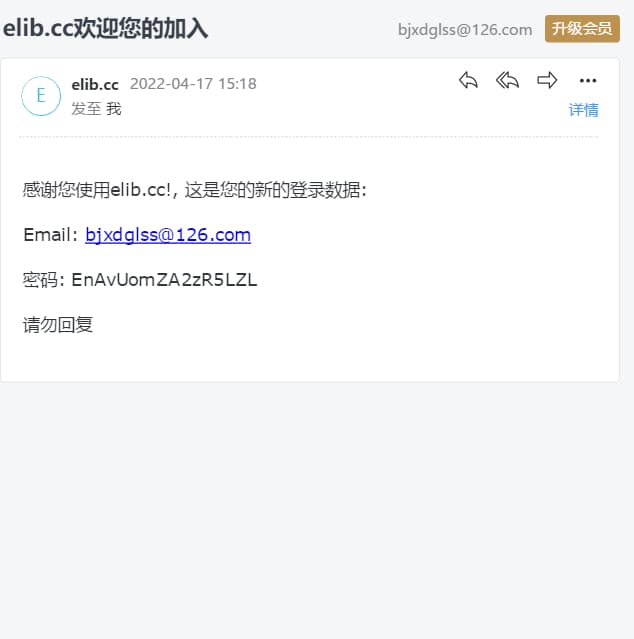 elib.cc欢迎您的加入
bjxdglss@126.com 升级会员
E
elib.cc 2022-04-17 15:18
发至 我
详情
感谢您使用elib.cc!, 这是您的新的登录数据:
Email: bjxdglss@126.com
密码: EnAvUomZA2zR5LZL
请勿回复